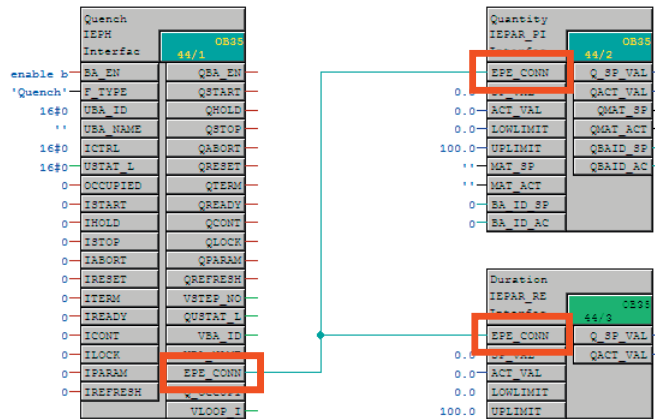 Quench
IEPH
Interfac
OB35
44/1
enable b BA_EN QBA_EN
'Quench' F_TYPE QSTART
16#0 UBA_ID QHOLD
'' UBA_NAME QSTOP
16#0 ICTRL QABORT
16#0 USTAT_L QRESET
0 OCCUPIED QTERM
0 ISTART QREADY
0 IHOLD QCONT
0 ISTOP QLOCK
0 IABORT QPARAM
0 IRESET QREFRESH
0 ITERM VSTEP_NO
0 IREADY QUSTAT_L
0 ICONT VBA_ID
0 ILOCK
0 IPARAM EPE_CONN
0 IREFRESH
VLOOP_I
Quantity
IEPAR_PI
OB35
44/2
EPE_CONN Q_SP_VAL
0.0 QACT_VAL
0.0 ACT_VAL QMAT_SP
0.0 LOWLIMIT QMAT_ACT
100.0 UPLIMIT QBAID_SP
'' MAT_SP QBAID_AC
'' MAT_ACT
0 BA_ID_SP
0 BA_ID_AC
Duration
IEPAR_RE
OB35
44/3
EPE_CONN Q_SP_VAL
0.0 QACT_VAL
0.0 ACT_VAL
0.0 LOWLIMIT
100.0 UPLIMIT